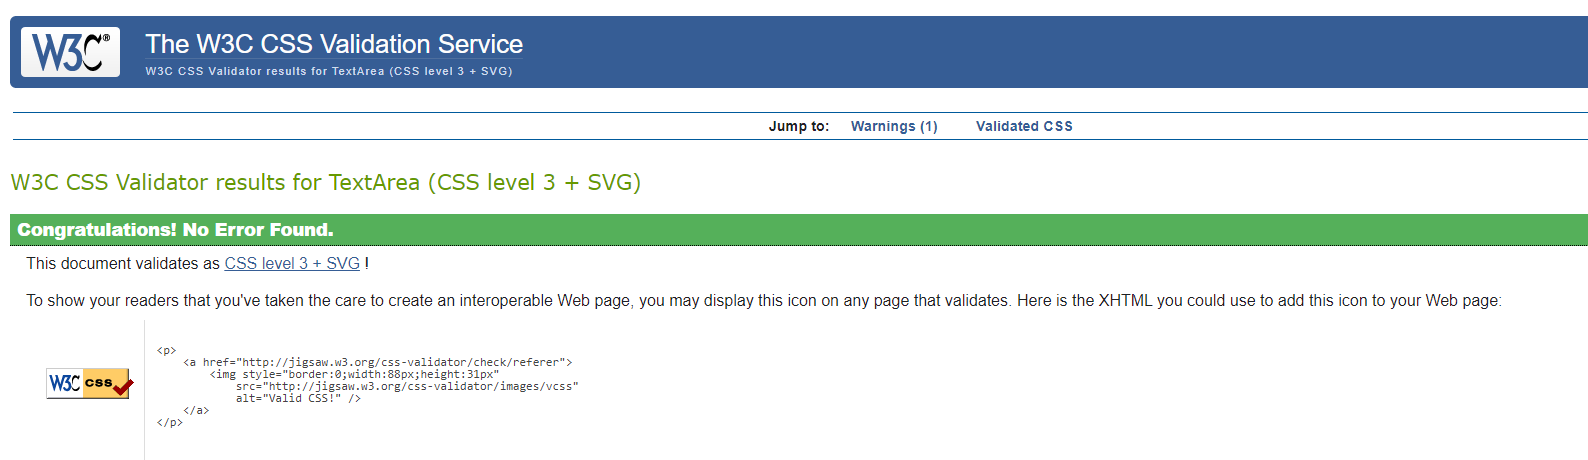 W3C®
The W3C CSS Validation Service
W3C CSS Validator results for TextArea (CSS level 3 + SVG)
Jump to: Warnings (1) Validated CSS
W3C CSS Validator results for TextArea (CSS level 3 + SVG)
Congratulations! No Error Found.
This document validates as CSS level 3 + SVG !
To show your readers that you've taken the care to create an interoperable Web page, you may display this icon on any page that validates. Here is the XHTML you could use to add this icon to your Web page:
W3C css
<p>
    <a href="http://jigsaw.w3.org/css-validator/check/referer">
        <img style="border:0;width:88px;height:31px"
            src="http://jigsaw.w3.org/css-validator/images/vcss"
            alt="Valid CSS!" />
    </a>
</p>